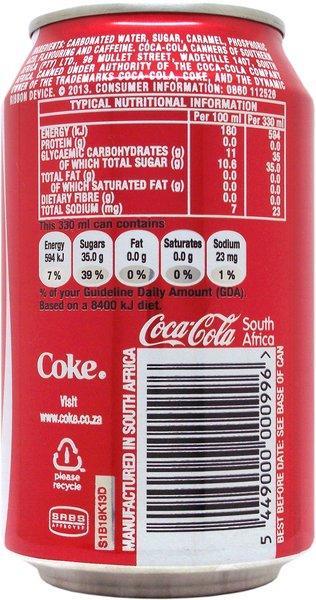 INGREDIENTS: CARBONATED WATER, SUGAR, CARAMEL, PHOSPHORIC
FLAVOURING AND CAFFEINE. COCA-COLA CANNERS OF SOUTHERN
(PTY) LTD., 96 MULLET STREET, WADEVILLE 1407, SOUTH
CANNED UNDER AUTHORITY OF THE COCA-COLA COMPANY
OWNER OF THE TRADEMARKS COCA-COLA, COKE, AND THE DYNAMIC
RIBBON DEVICE. © 2013. CONSUMER INFORMATION: 0860 112526
TYPICAL NUTRITIONAL INFORMATION
Per 100 ml Per 330 ml
ENERGY (kJ) 180 594
PROTEIN (g) 0.0 0.0
GLYCAEMIC CARBOHYDRATES (g) 11 35
OF WHICH TOTAL SUGAR (g) 10.6 35.0
TOTAL FAT (g) 0.0 0.0
OF WHICH SATURATED FAT (g) 0.0 0.0
DIETARY FIBRE (g) 0.0 0.0
TOTAL SODIUM (mg) 7 23
This 330 ml can contains
Energy Sugars Fat Saturates Sodium
594 kJ 35.0 g 0.0 g 0.0 g 23 mg
7 % 39 % 0 % 0 % 1 %
% of your Guideline Daily Amount (GDA).
Based on a 8400 kJ diet.
Coca-Cola South
Africa
Coke.
Visit
www.coke.co.za
please
recycle
SABS
APPROVED
S1B18K13D
MANUFACTURED IN SOUTH AFRICA
5 449000 000996 >
BEST BEFORE DATE: SEE BASE OF CAN